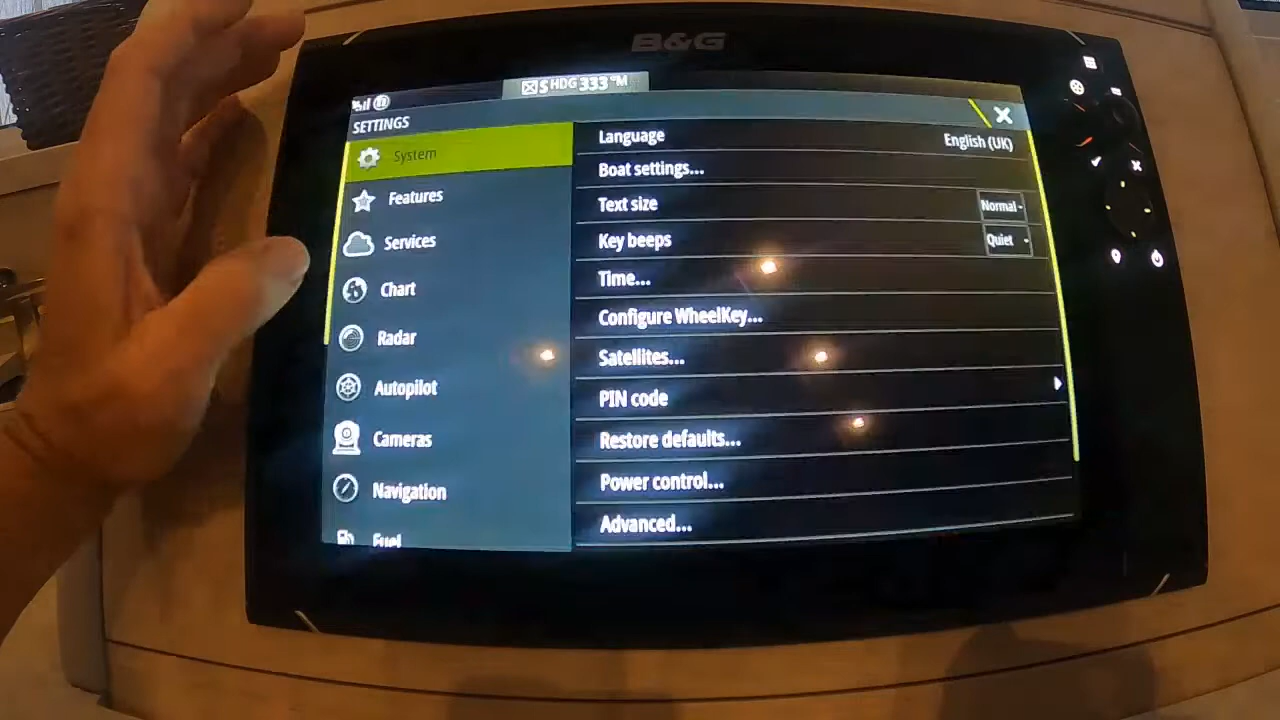 B&G
S HDG 333 °M
SETTINGS
System
Features
Services
Chart
Radar
Autopilot
Cameras
Navigation
Fuel
Language English (UK)
Boat settings...
Text size Normal
Key beeps Quiet
Time...
Configure WheelKey...
Satellites...
PIN code
Restore defaults...
Power control...
Advanced...